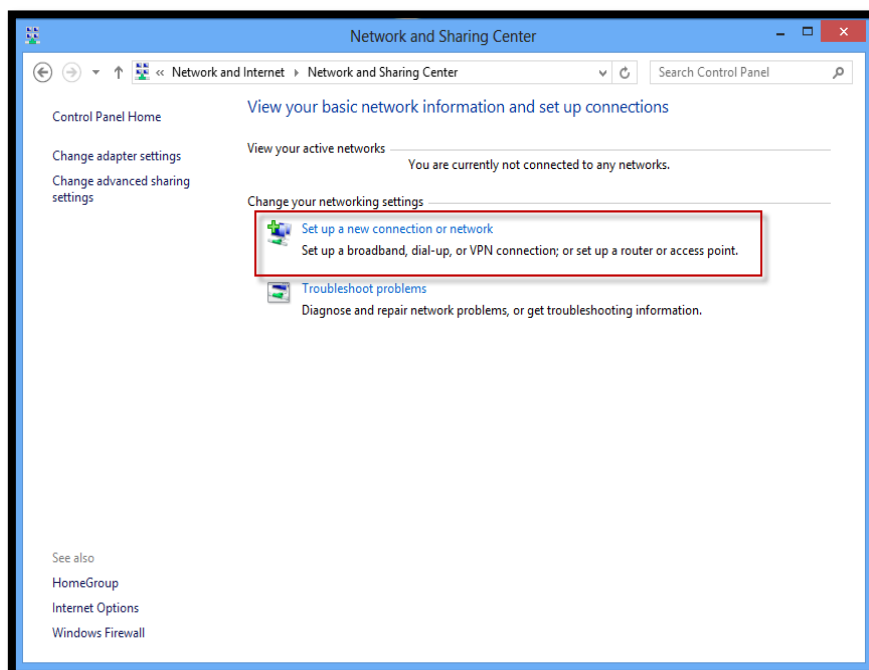 Network and Sharing Center
« Network and Internet ▸ Network and Sharing Center
Search Control Panel
Control Panel Home
Change adapter settings
Change advanced sharing
settings
View your basic network information and set up connections
View your active networks
You are currently not connected to any networks.
Change your networking settings
Set up a new connection or network
Set up a broadband, dial-up, or VPN connection; or set up a router or access point.
Troubleshoot problems
Diagnose and repair network problems, or get troubleshooting information.
See also
HomeGroup
Internet Options
Windows Firewall